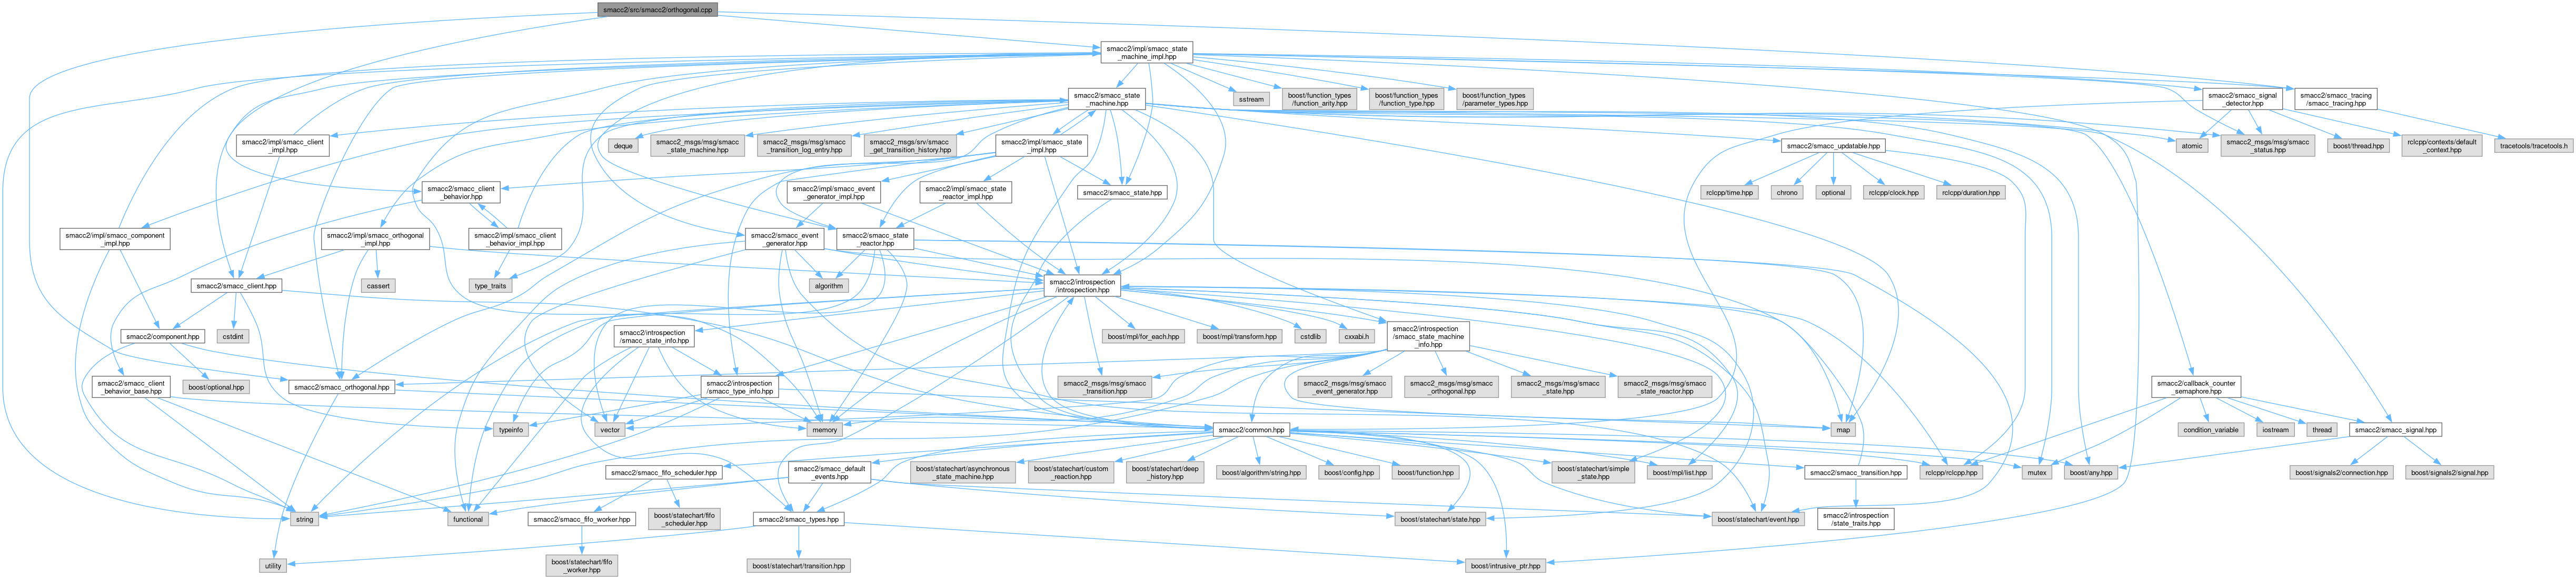 smacc2/src/smacc2/orthogonal.cpp
smacc2/impl/smacc_state
_machine_impl.hpp
smacc2/smacc_state
_machine.hpp
sstream
boost/function_types
/function_arity.hpp
boost/function_types
/function_type.hpp
boost/function_types
/parameter_types.hpp
smacc2/smacc_signal
_detector.hpp
smacc2/smacc_tracing
/smacc_tracing.hpp
smacc2/impl/smacc_client
_impl.hpp
deque
smacc2_msgs/msg/smacc
_state_machine.hpp
smacc2_msgs/msg/smacc
_transition_log_entry.hpp
smacc2_msgs/srv/smacc
_get_transition_history.hpp
smacc2/impl/smacc_state
_impl.hpp
smacc2/smacc_updatable.hpp
atomic
smacc2_msgs/msg/smacc
_status.hpp
boost/thread.hpp
rclcpp/contexts/default
_context.hpp
tracetools/tracetools.h
smacc2/smacc_client
_behavior.hpp
smacc2/impl/smacc_event
_generator_impl.hpp
smacc2/impl/smacc_state
_reactor_impl.hpp
smacc2/smacc_state.hpp
rclcpp/time.hpp
chrono
optional
rclcpp/clock.hpp
rclcpp/duration.hpp
smacc2/impl/smacc_component
_impl.hpp
smacc2/impl/smacc_orthogonal
_impl.hpp
smacc2/impl/smacc_client
_behavior_impl.hpp
smacc2/smacc_event
_generator.hpp
smacc2/smacc_state
_reactor.hpp
smacc2/smacc_client.hpp
cassert
type_traits
algorithm
smacc2/introspection
/introspection.hpp
smacc2/component.hpp
cstdint
smacc2/introspection
/smacc_state_info.hpp
boost/mpl/for_each.hpp
boost/mpl/transform.hpp
cstdlib
cxxabi.h
smacc2/introspection
/smacc_state_machine
_info.hpp
smacc2/smacc_client
_behavior_base.hpp
boost/optional.hpp
smacc2/smacc_orthogonal.hpp
smacc2/introspection
/smacc_type_info.hpp
smacc2_msgs/msg/smacc
_transition.hpp
smacc2_msgs/msg/smacc
_event_generator.hpp
smacc2_msgs/msg/smacc
_orthogonal.hpp
smacc2_msgs/msg/smacc
_state.hpp
smacc2_msgs/msg/smacc
_state_reactor.hpp
smacc2/callback_counter
_semaphore.hpp
typeinfo
vector
memory
smacc2/common.hpp
map
condition_variable
iostream
thread
smacc2/smacc_signal.hpp
smacc2/smacc_fifo_scheduler.hpp
smacc2/smacc_default
_events.hpp
boost/statechart/asynchronous
_state_machine.hpp
boost/statechart/custom
_reaction.hpp
boost/statechart/deep
_history.hpp
boost/algorithm/string.hpp
boost/config.hpp
boost/function.hpp
boost/statechart/simple
_state.hpp
boost/mpl/list.hpp
smacc2/smacc_transition.hpp
rclcpp/rclcpp.hpp
mutex
boost/any.hpp
boost/signals2/connection.hpp
boost/signals2/signal.hpp
string
functional
smacc2/smacc_fifo_worker.hpp
boost/statechart/fifo
_scheduler.hpp
smacc2/smacc_types.hpp
boost/statechart/state.hpp
boost/statechart/event.hpp
smacc2/introspection
/state_traits.hpp
utility
boost/statechart/fifo
_worker.hpp
boost/statechart/transition.hpp
boost/intrusive_ptr.hpp